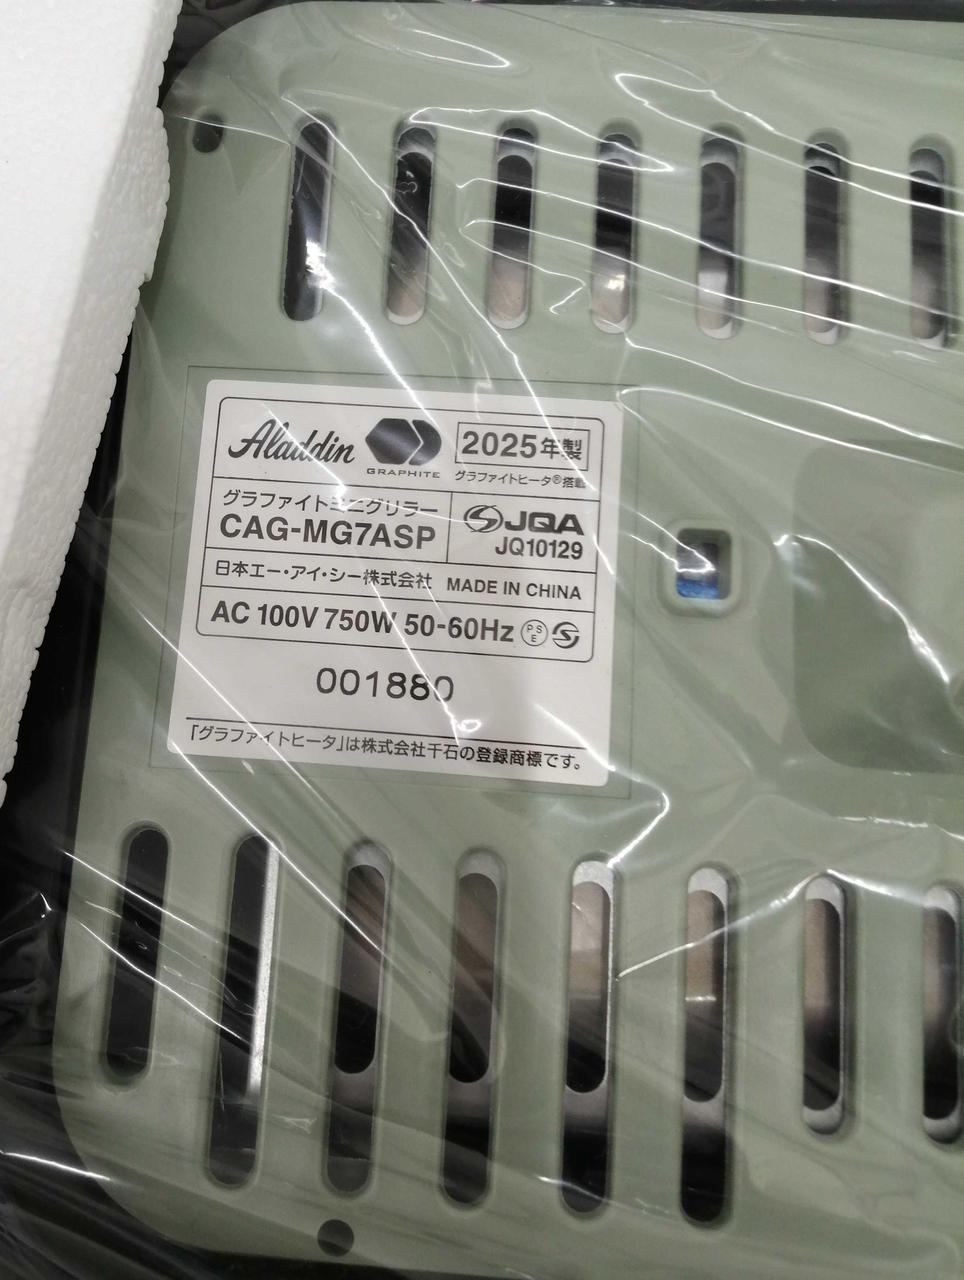 Aladdin
GRAPHITE
2025年製
グラファイトヒータ®搭載
グラファイトミニグリラー
CAG-MG7ASP
JQA
JQ10129
日本エー・アイ・シー株式会社 MADE IN CHINA
AC 100V 750W 50-60Hz PSE
001880
「グラファイトヒータ」は株式会社千石の登録商標です。